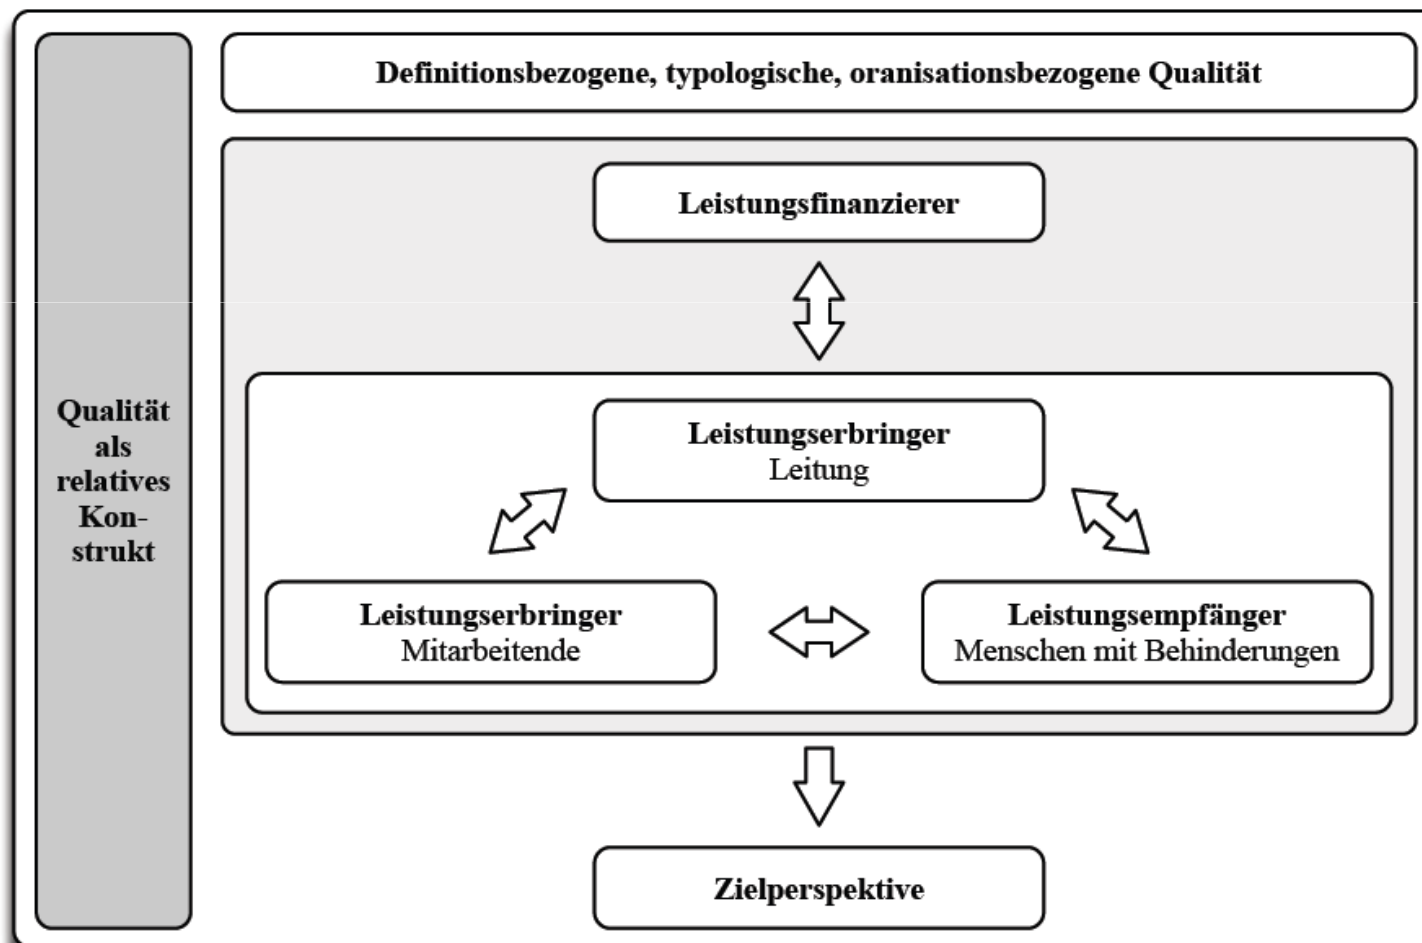 Definitionsbezogene, typologische, oranisationsbezogene Qualität
Leistungsfinanzierer
Qualität
als
relatives
Kon-
strukt
Leistungserbringer
Leitung
Leistungserbringer
Mitarbeitende
Leistungsempfänger
Menschen mit Behinderungen
Zielperspektive